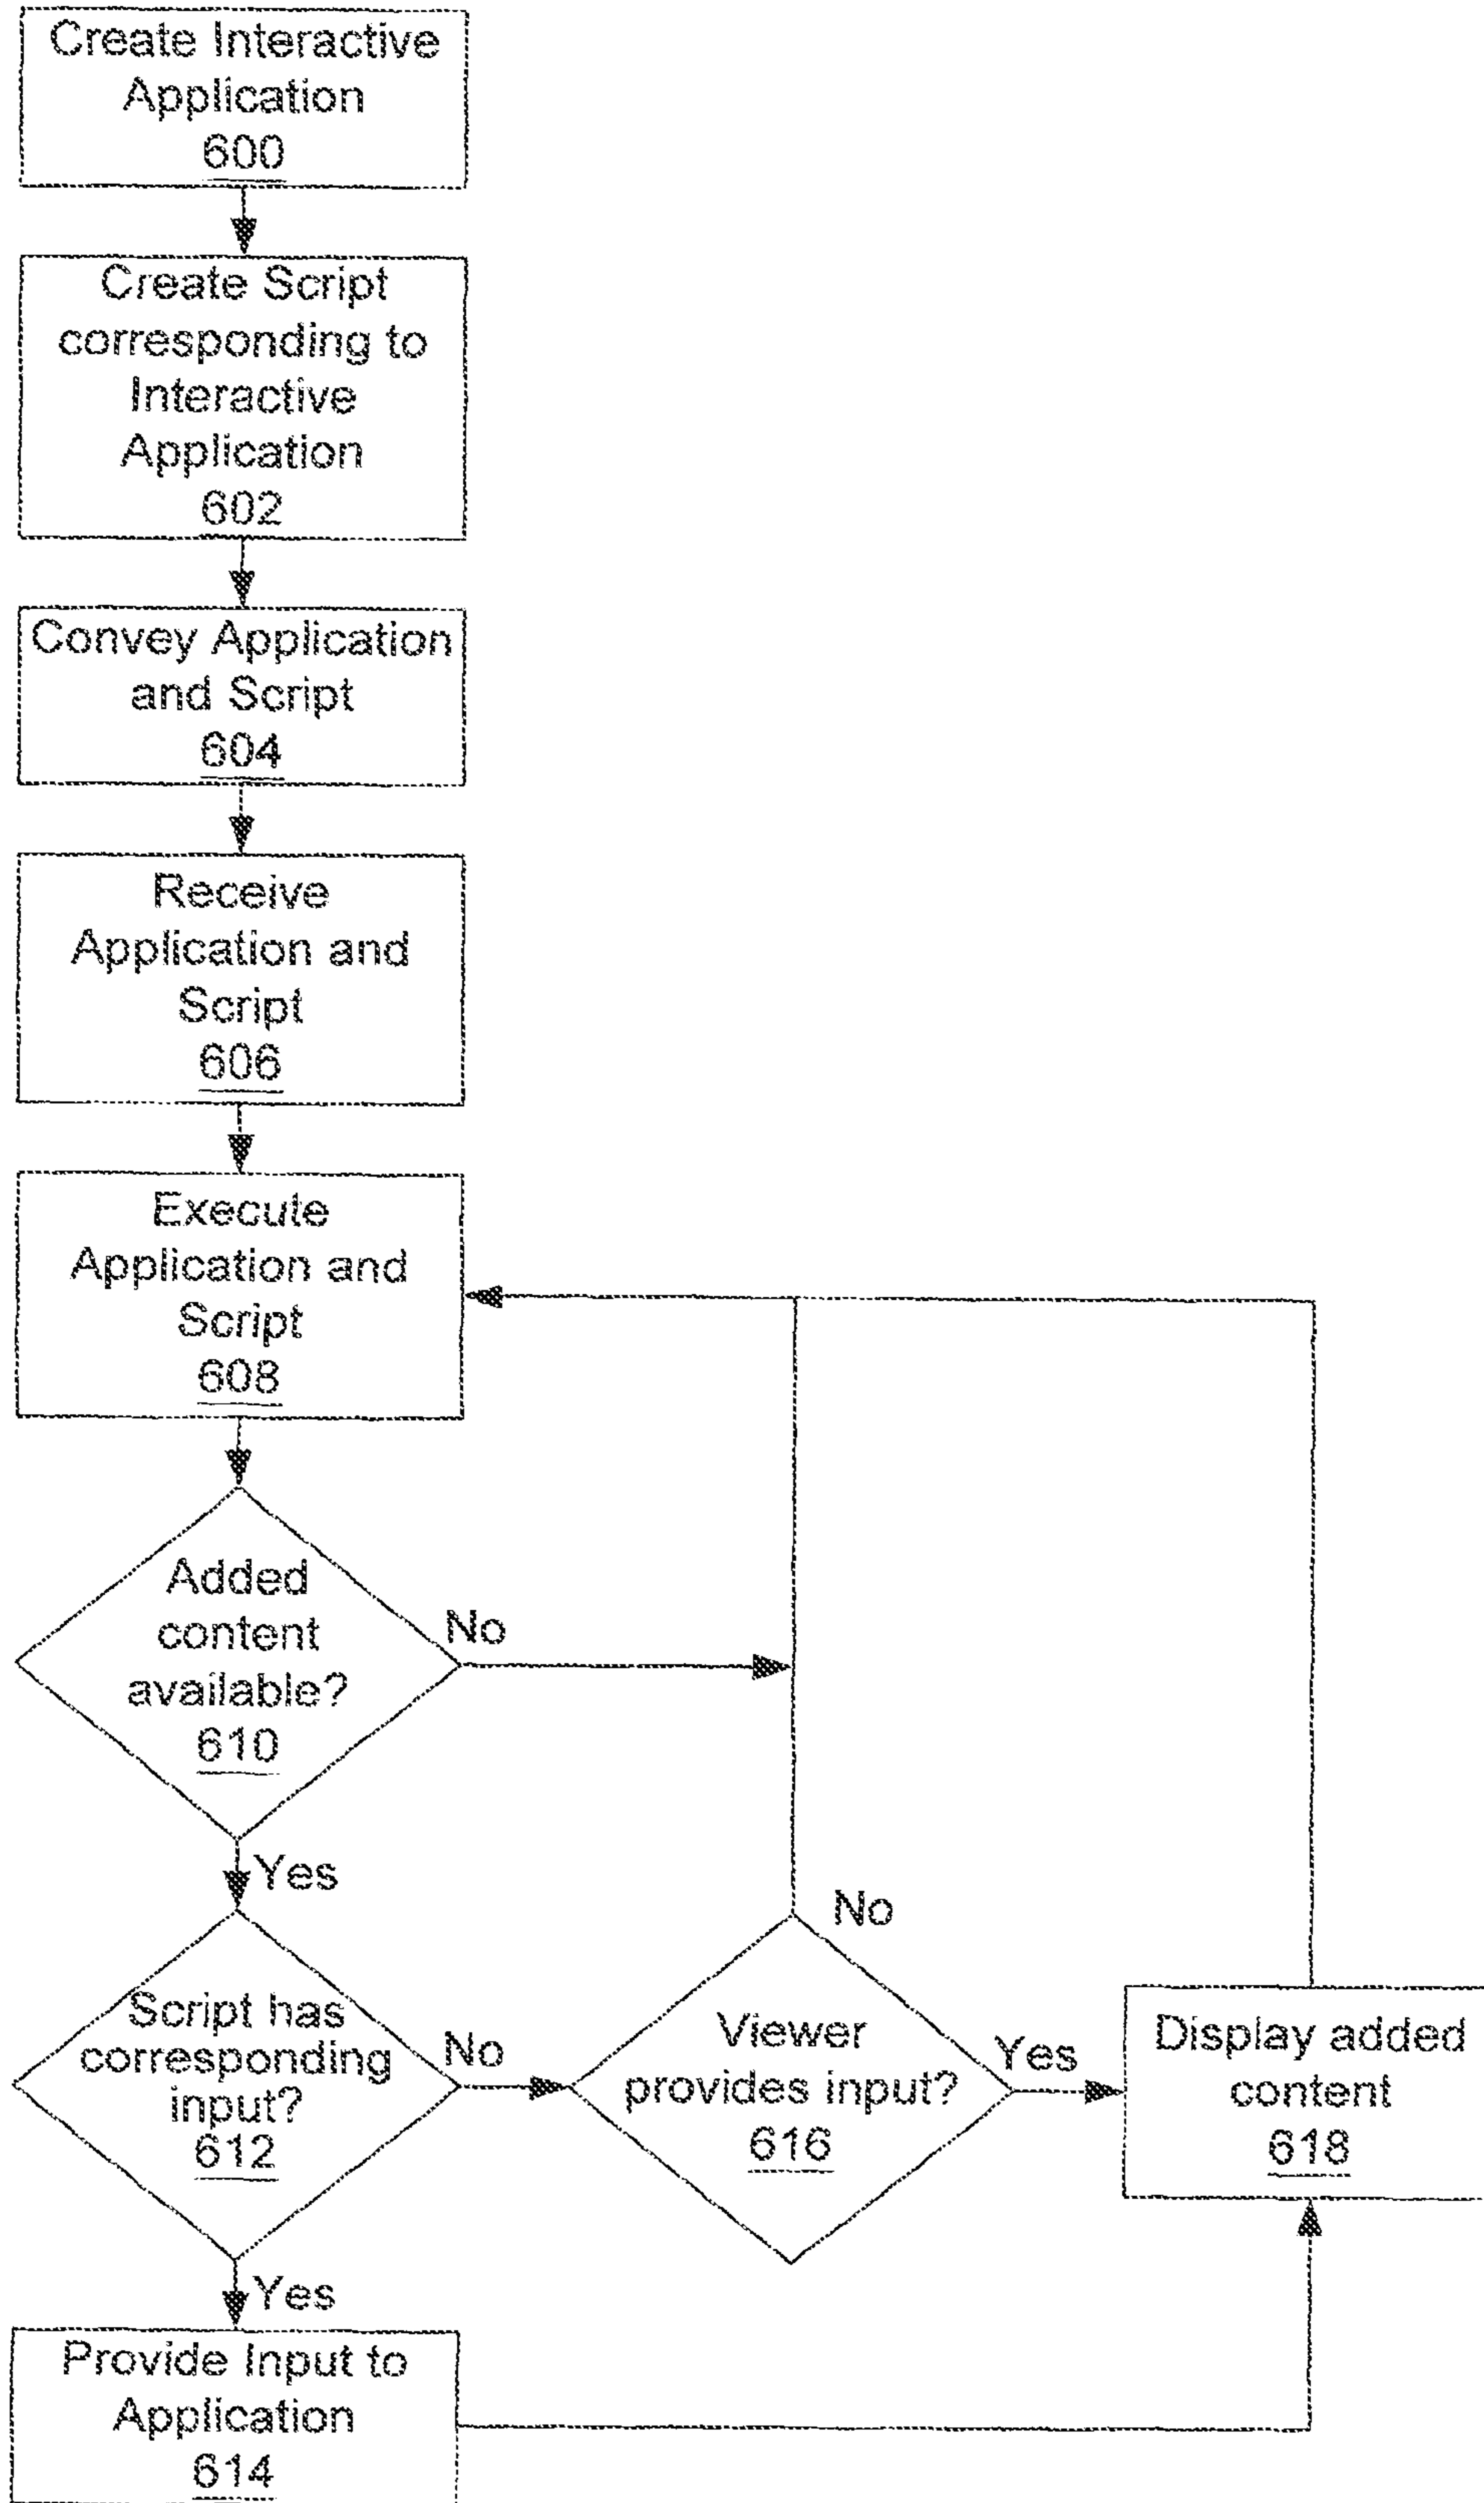 Create Interactive
Application
600
Create Script
corresponding to
Interactive
Application
602
Convey Application
and Script
604
Receive
Application and
Script
606
Execute
Application and
Script
608
Added
content
available?
610
No
Yes
Script has
corresponding
input?
612
No
Viewer
provides input?
616
No
Yes
Display added
content
618
Yes
Provide Input to
Application
614